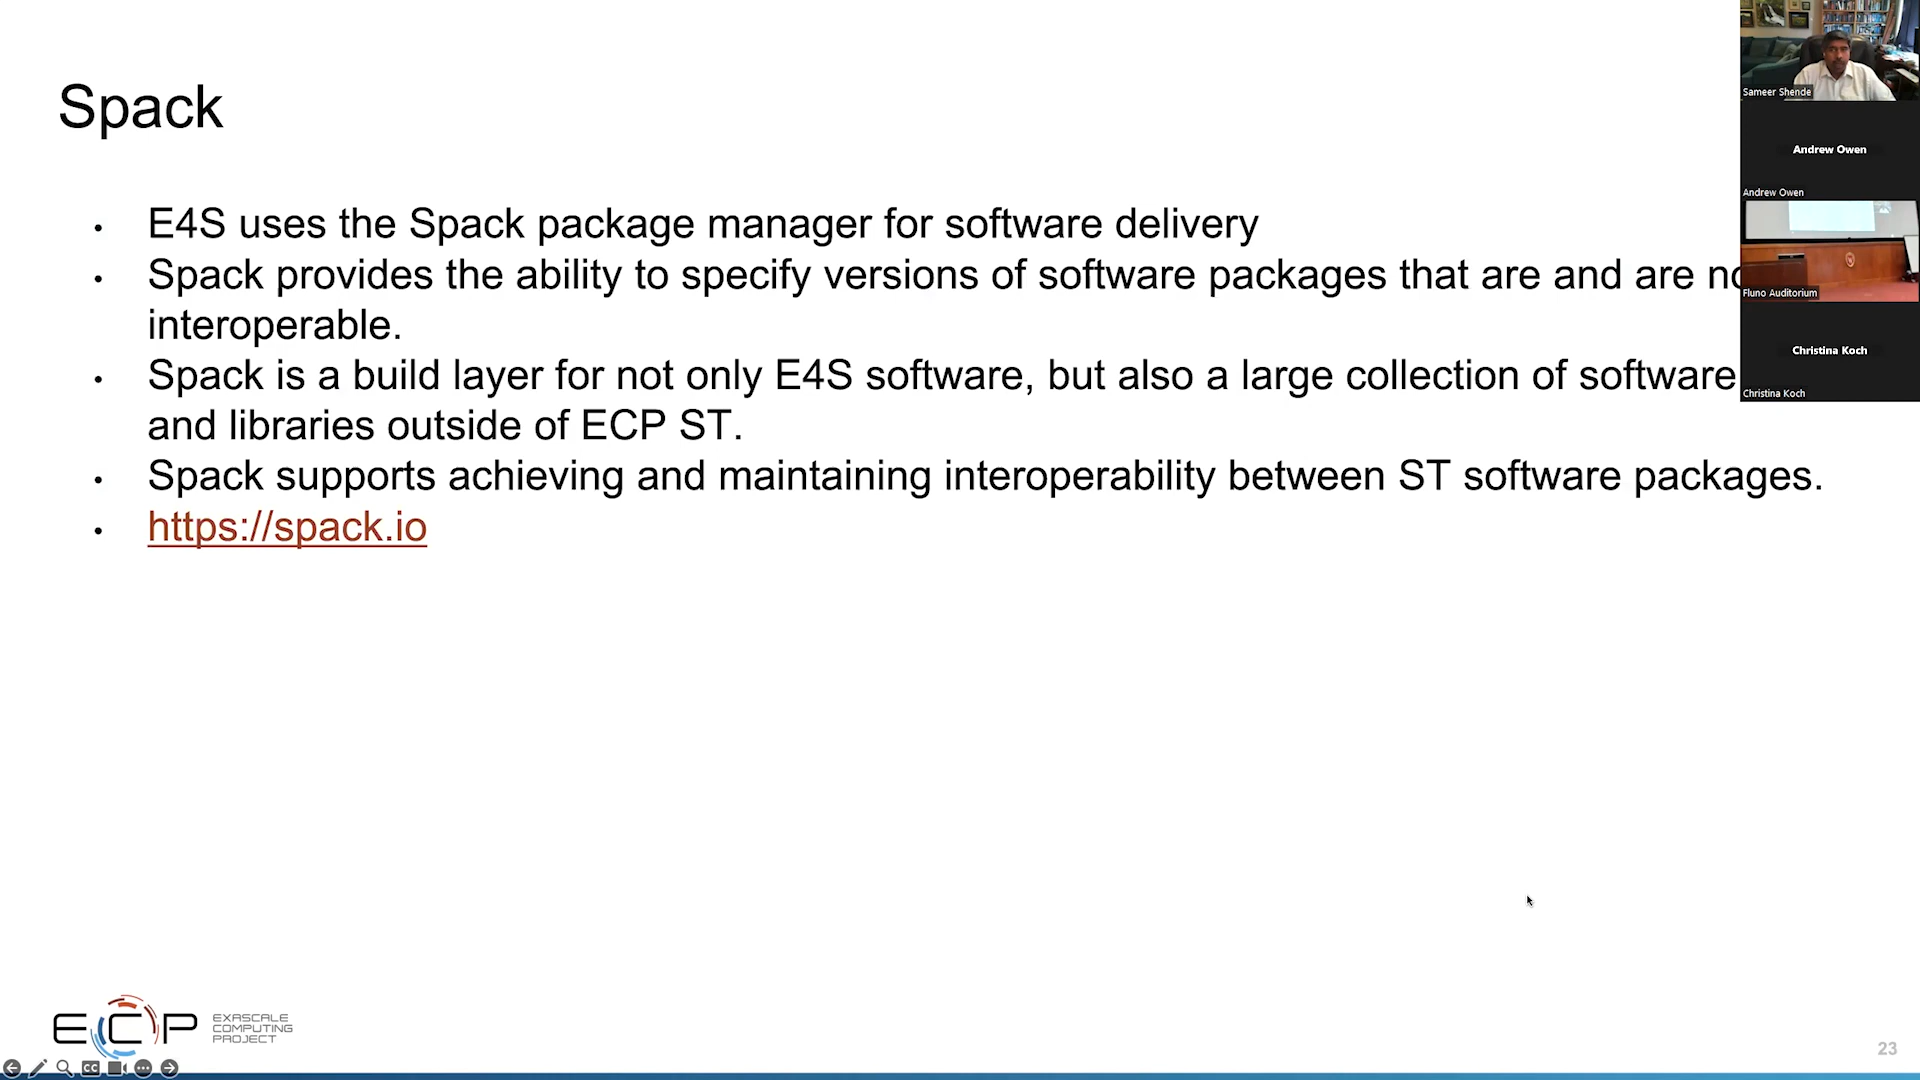 Spack
• E4S uses the Spack package manager for software delivery
• Spack provides the ability to specify versions of software packages that are and are no
interoperable.
• Spack is a build layer for not only E4S software, but also a large collection of software
and libraries outside of ECP ST.
• Spack supports achieving and maintaining interoperability between ST software packages.
• https://spack.io
Sameer Shende
Andrew Owen
Andrew Owen
Fluno Auditorium
Christina Koch
Christina Koch
ECP
EXASCALE
COMPUTING
PROJECT
CC
23